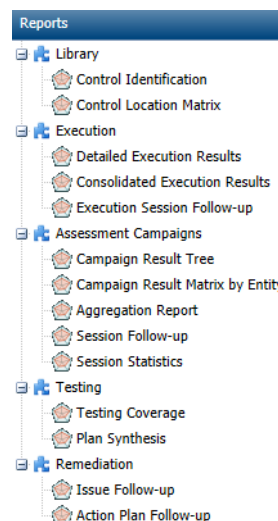 Reports
Library
Control Identification
Control Location Matrix
Execution
Detailed Execution Results
Consolidated Execution Results
Execution Session Follow-up
Assessment Campaigns
Campaign Result Tree
Campaign Result Matrix by Entity
Aggregation Report
Session Follow-up
Session Statistics
Testing
Testing Coverage
Plan Synthesis
Remediation
Issue Follow-up
Action Plan Follow-up